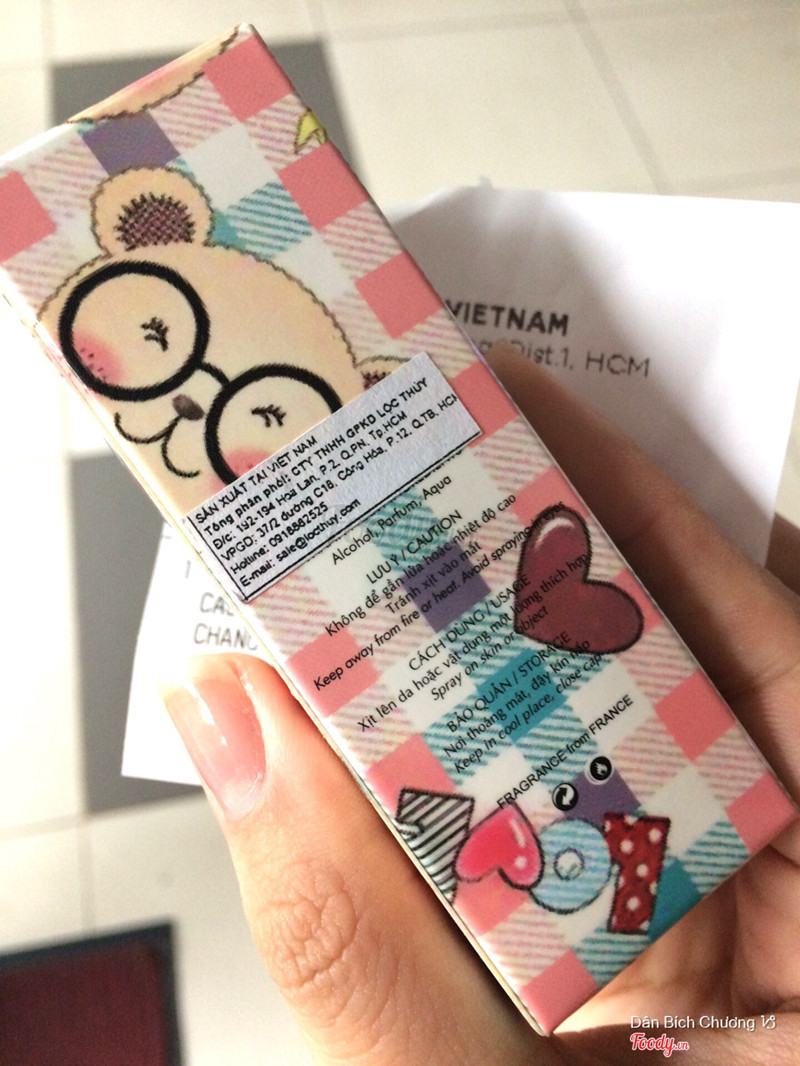 VIETNAM
Dist.1, HCM
SẢN XUẤT TẠI VIỆT NAM
Tổng phân phối: CTY TNHH GPKD LỘC THỦY
Đ/c: 192-194 Hoa Lan, P.2, Q.PN, Tp.HCM
VPGD: 37/2 đường C18, Cộng Hòa, P.12, Q.TB, HCM
Hotline: 0918882525
E-mail: sale@locthuy.com
Alcohol, Parfum, Aqua
LƯU Ý / CAUTION
Không để gần lửa hoặc nhiệt độ cao
Tránh xịt vào mắt
Keep away from fire or heat. Avoid spraying eyes
CÁCH DÙNG / USAGE
Xịt lên da hoặc vật dụng một lượng thích hợp
Spray on skin or object
BẢO QUẢN / STORAGE
Nơi thoáng mát, đậy kín nắp
Keep in cool place, close cap
FRAGRANCE from FRANCE
1
CHANG
Dân Bích Chương
Foody.vn